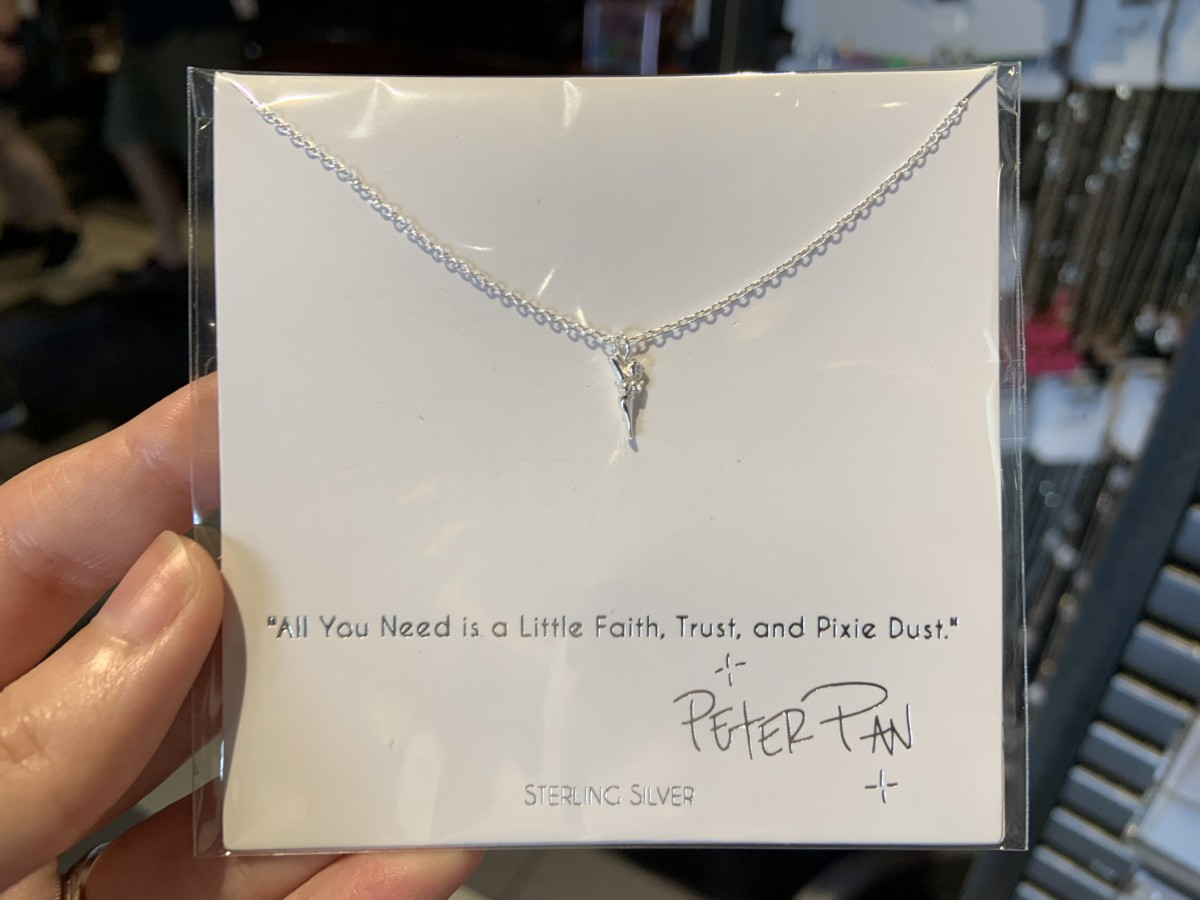 "All You Need is a Little Faith, Trust, and Pixie Dust."
PETER PAN
STERLING SILVER